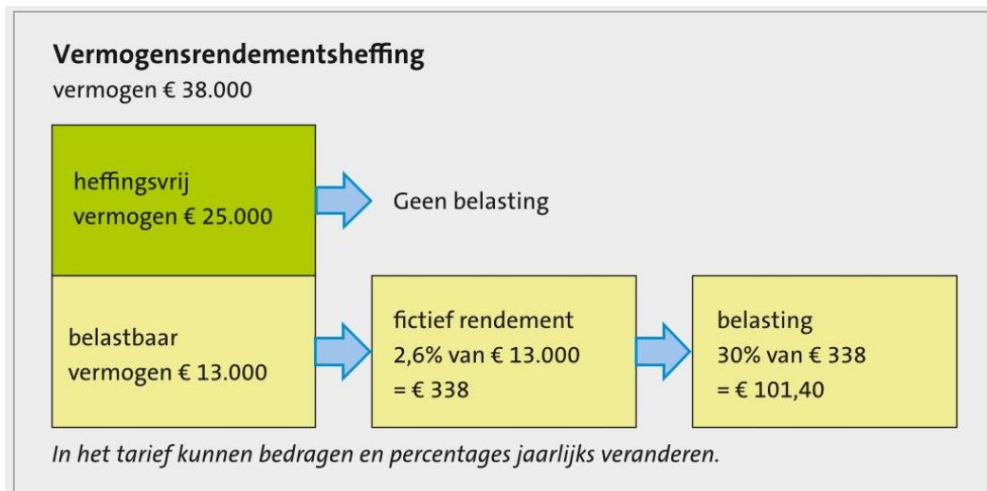 Vermogensrendementsheffing
vermogen € 38.000
heffingsvrij
vermogen € 25.000
Geen belasting
belastbaar
vermogen € 13.000
fictief rendement
2,6% van € 13.000
= € 338
belasting
30% van € 338
= € 101,40
In het tarief kunnen bedragen en percentages jaarlijks veranderen.